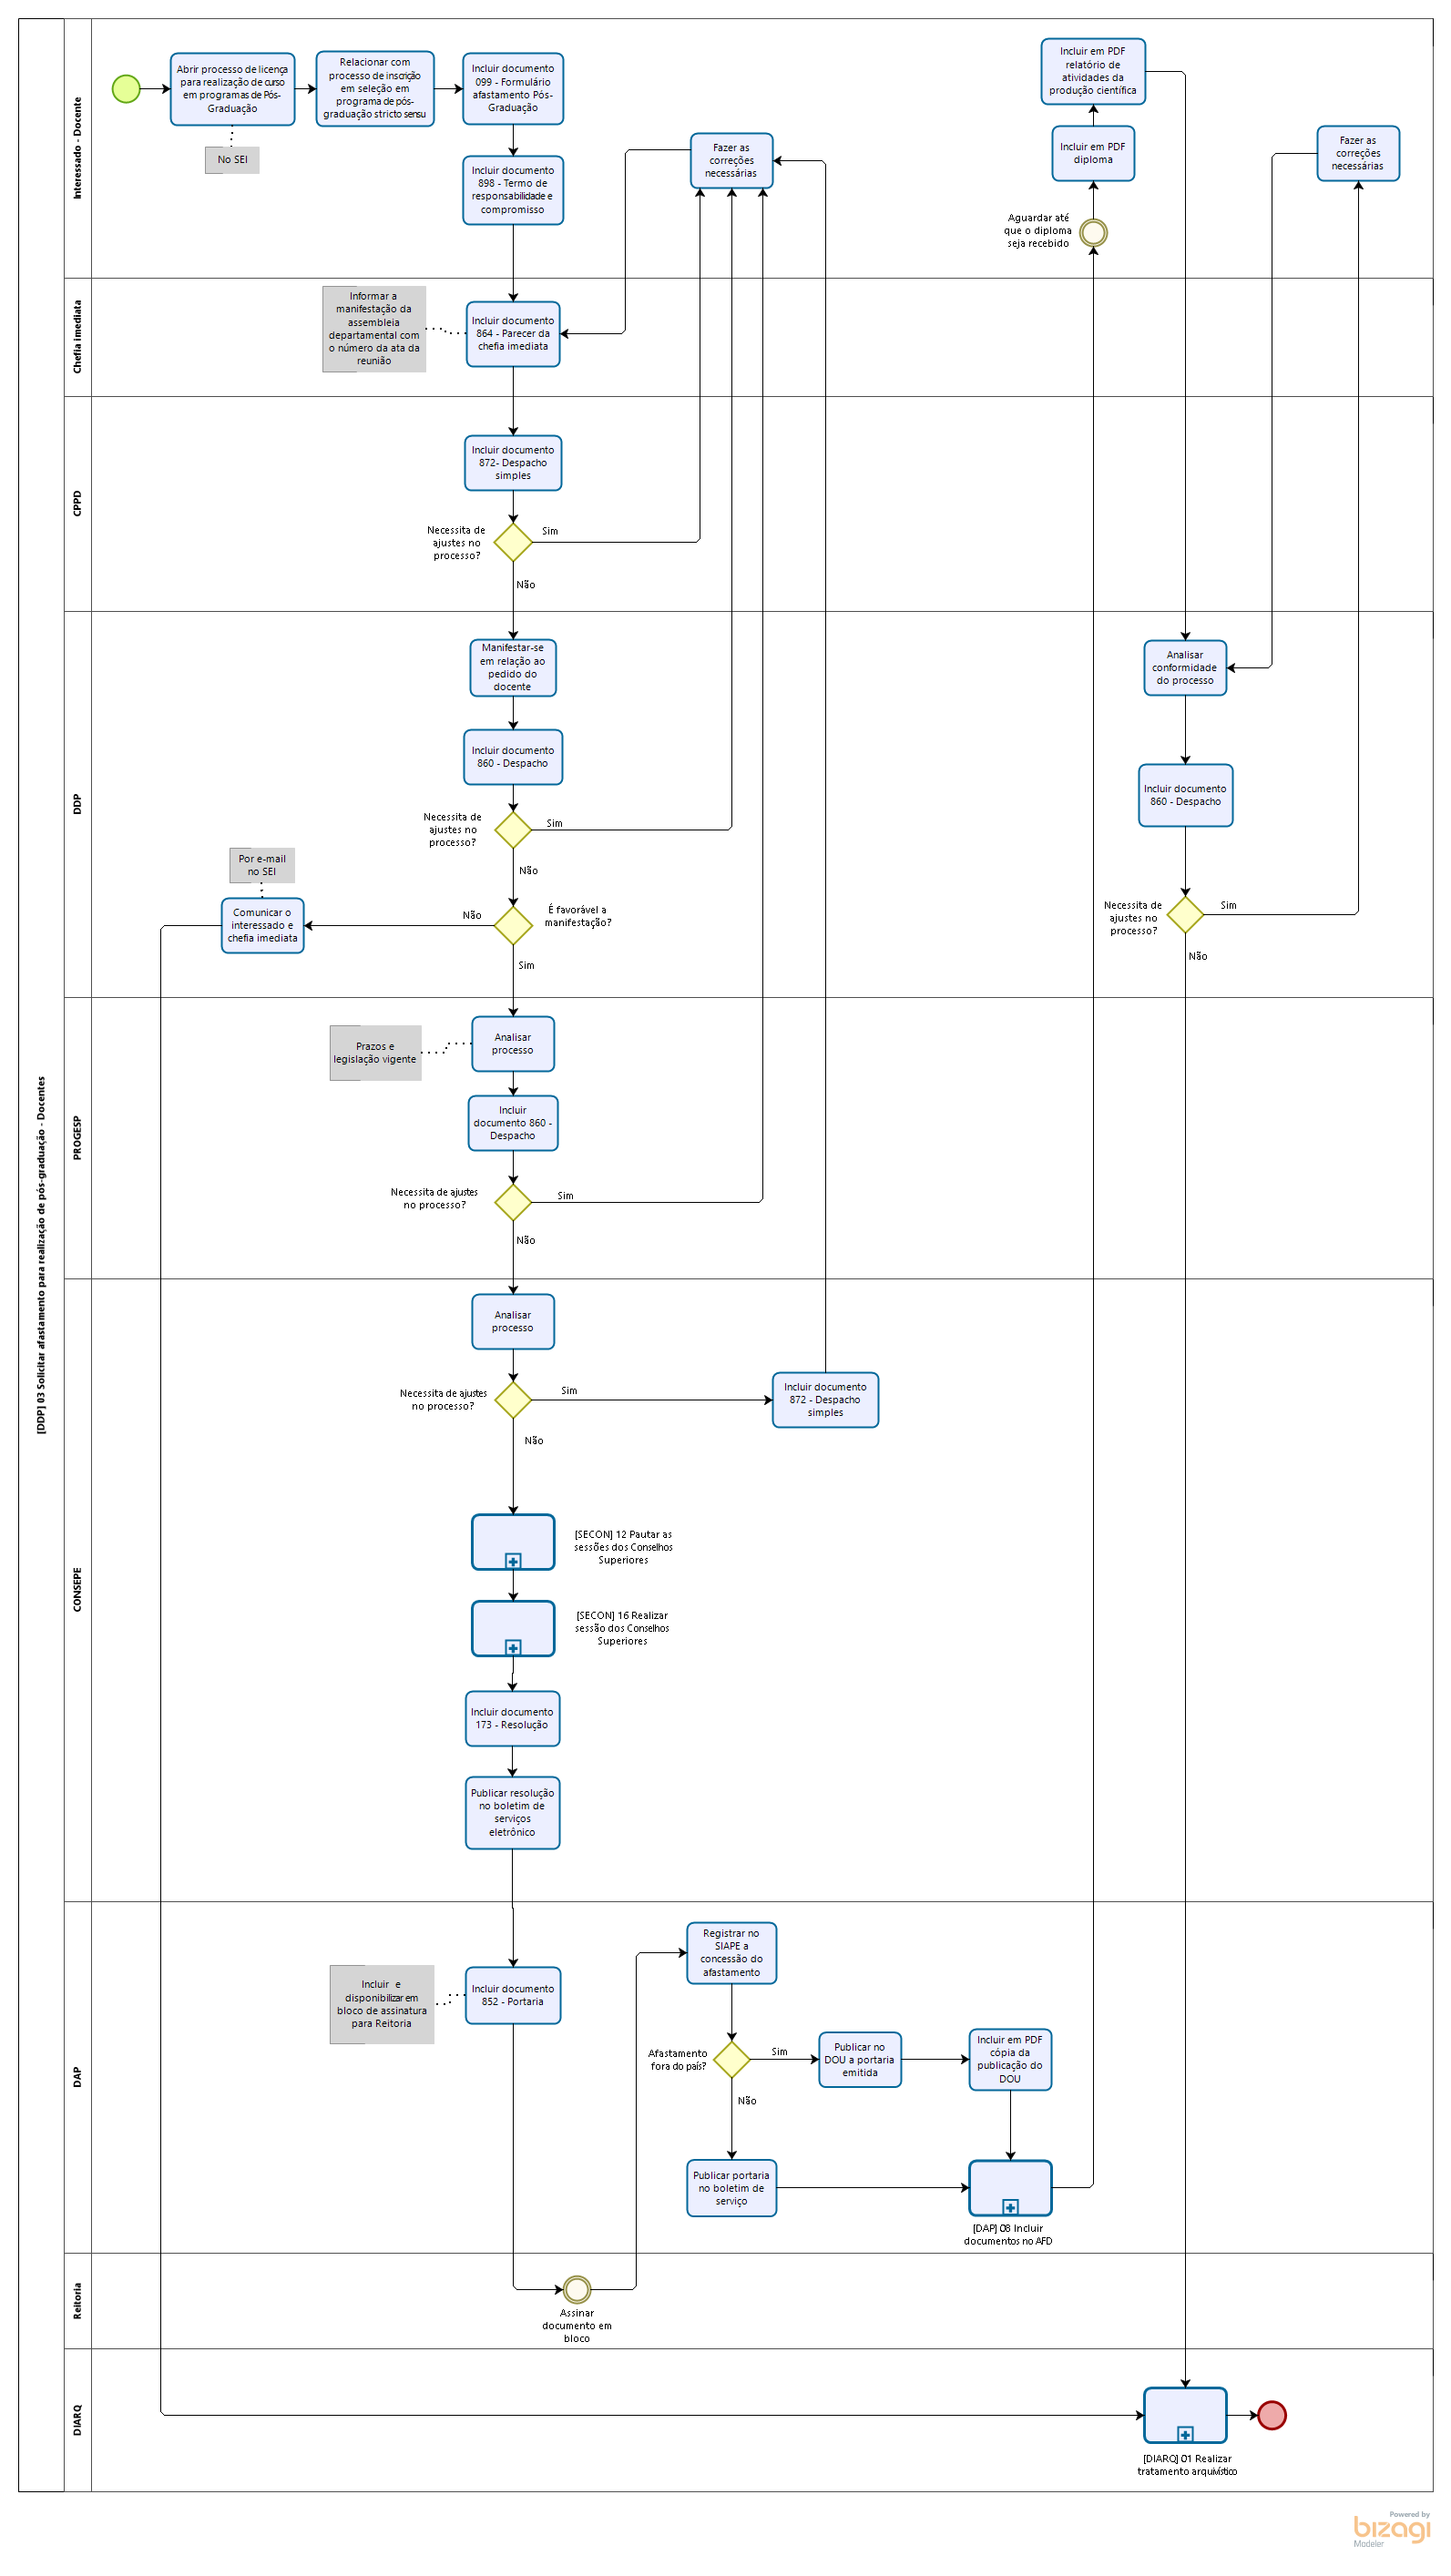 [DDP] 03 Solicitar afastamento para realização de pós-graduação - Docentes
Interessado - Docente
Abrir processo de licença
para realização de curso
em programas de Pós-
Graduação
No SEI
Relacionar com
processo de inscrição
em seleção em
programa de pós-
graduação stricto sensu
Incluir documento
099 - Formulário
afastamento Pós-
Graduação
Incluir documento
898 - Termo de
responsabilidade e
compromisso
Fazer as
correções
necessárias
Incluir em PDF
relatório de
atividades da
produção científica
Incluir em PDF
diploma
Aguardar até
que o diploma
seja recebido
Fazer as
correções
necessárias
Chefia imediata
Informar a
manifestação da
assembleia
departamental com
o número da ata da
reunião
Incluir documento
864 - Parecer da
chefia imediata
CPPD
Incluir documento
872- Despacho
simples
Necessita de
ajustes no
processo?
Sim
Não
DDP
Manifestar-se
em relação ao
pedido do
docente
Incluir documento
860 - Despacho
Necessita de
ajustes no
processo?
Sim
Não
É favorável a
manifestação?
Não
Sim
Por e-mail
no SEI
Comunicar o
interessado e
chefia imediata
Analisar
conformidade
do processo
Incluir documento
860 - Despacho
Necessita de
ajustes no
processo?
Sim
Não
PROGESP
Prazos e
legislação vigente
Analisar
processo
Incluir
documento 860 -
Despacho
Necessita de ajustes
no processo?
Sim
Não
CONSEPE
Analisar
processo
Necessita de ajustes
no processo?
Sim
Não
Incluir documento
872 - Despacho
simples
[SECON] 12 Pautar as
sessões dos Conselhos
Superiores
[SECON] 16 Realizar
sessão dos Conselhos
Superiores
Incluir documento
173 - Resolução
Publicar resolução
no boletim de
serviços
eletrônico
DAP
Incluir e
disponibilizar em
bloco de assinatura
para Reitoria
Incluir documento
852 - Portaria
Registrar no
SIAPE a
concessão do
afastamento
Afastamento
fora do país?
Sim
Não
Publicar no
DOU a portaria
emitida
Incluir em PDF
cópia da
publicação do
DOU
Publicar portaria
no boletim de
serviço
[DAP] 08 Incluir
documentos no AFD
Reitoria
Assinar
documento em
bloco
DIARQ
[DIARQ] 01 Realizar
tratamento arquivístico
Powered by
bizagi
Modeler